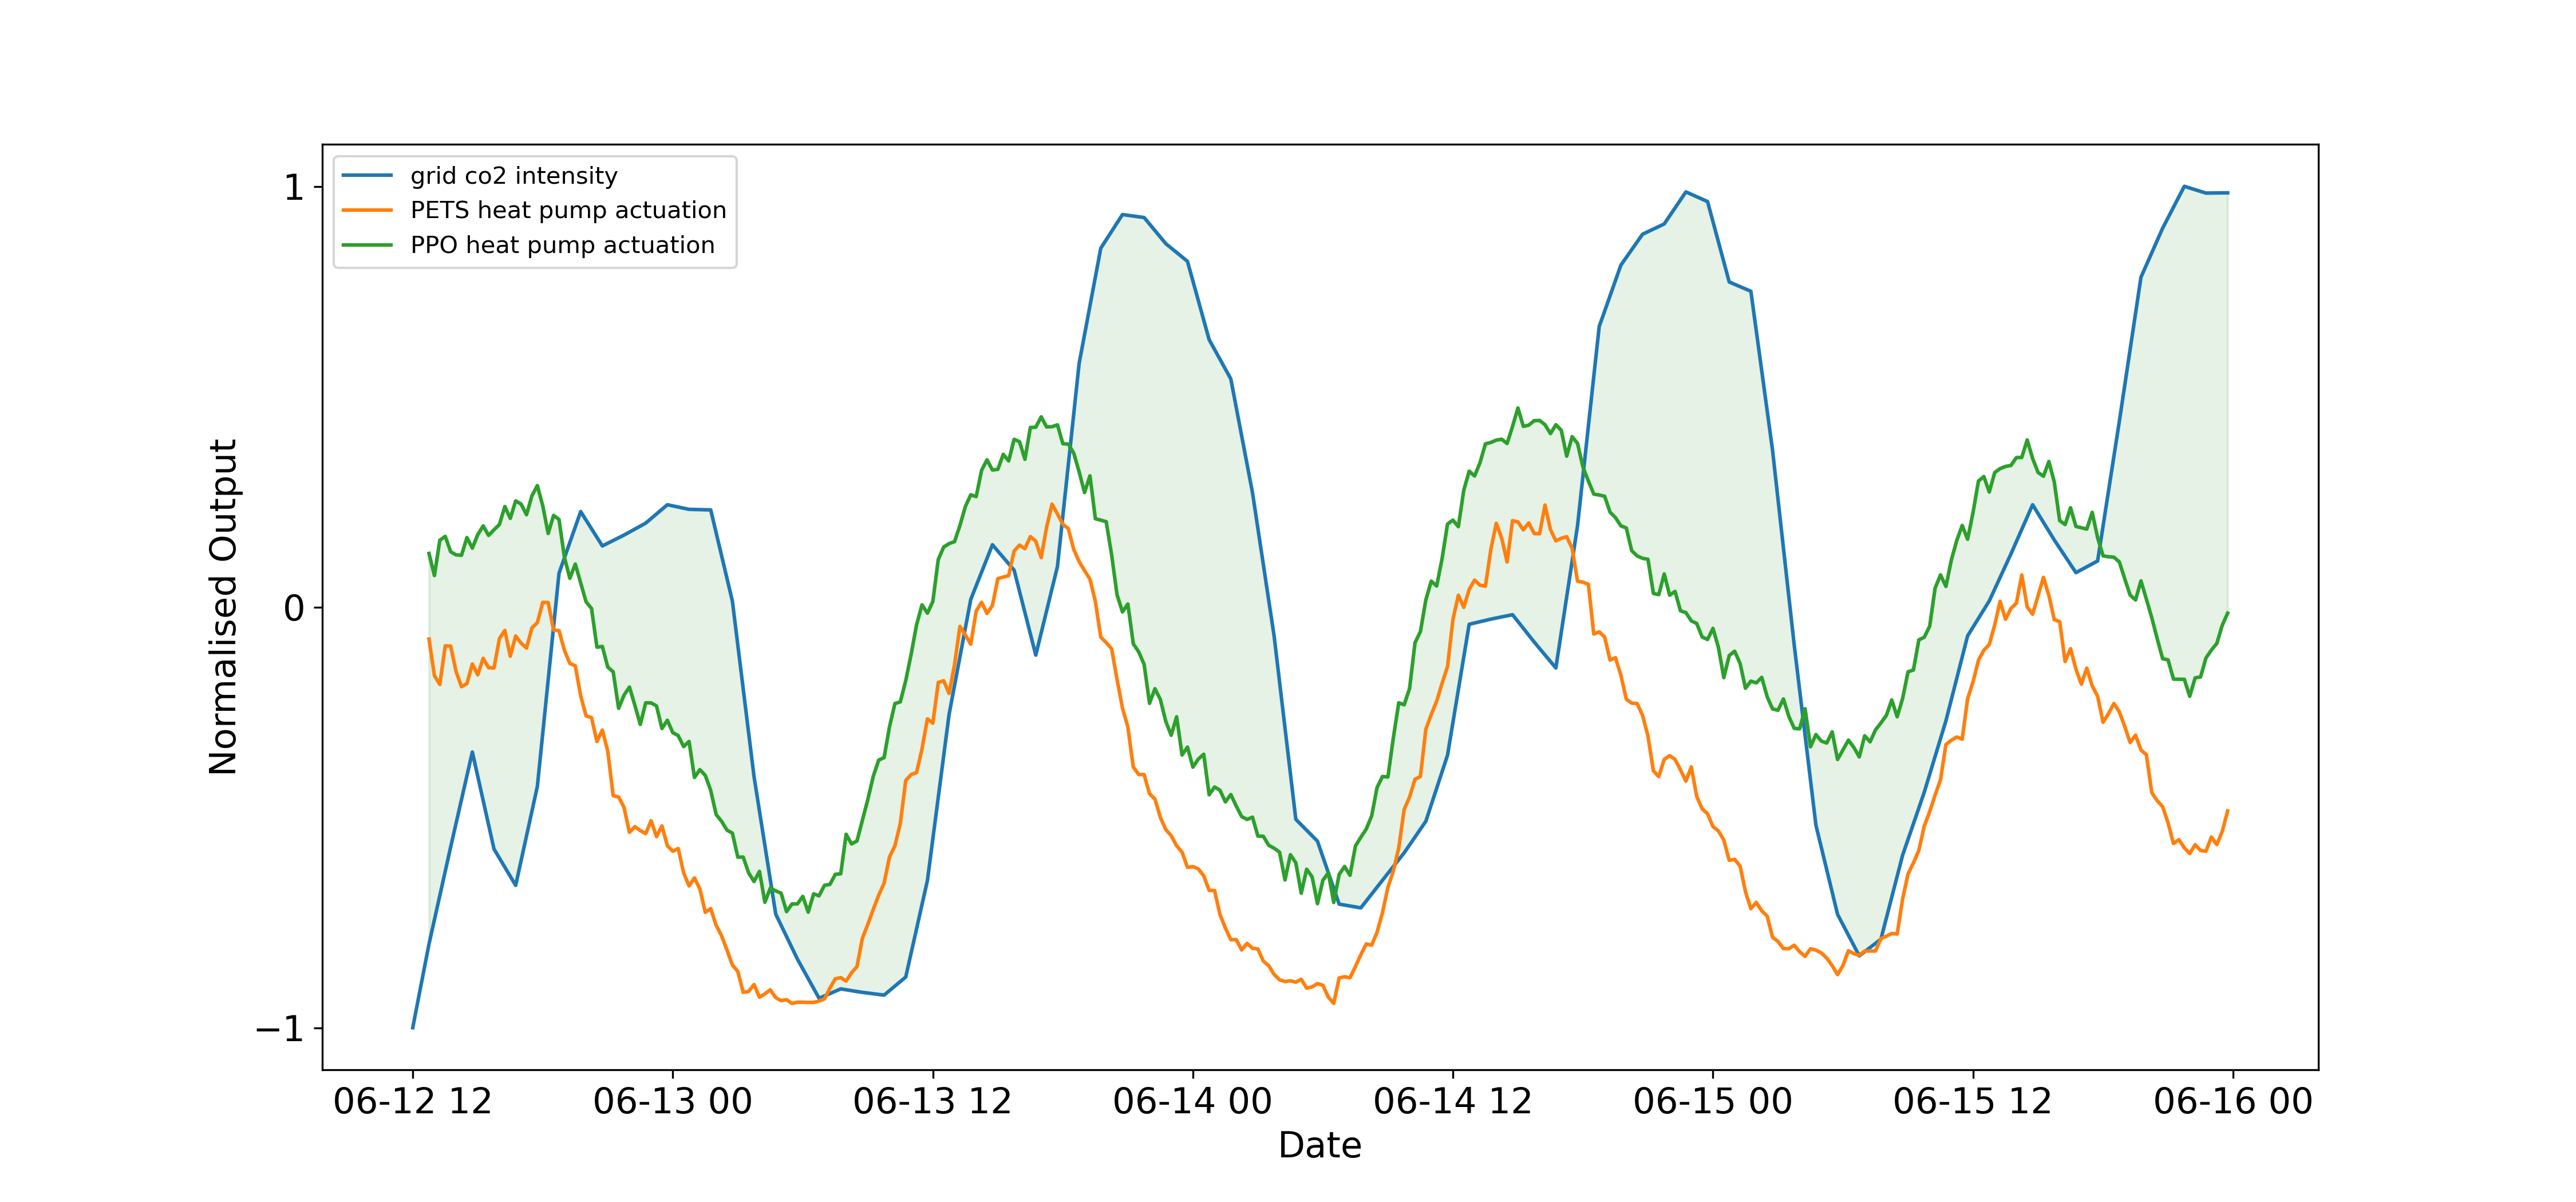 grid co2 intensity
PETS heat pump actuation
PPO heat pump actuation
1
0
−1
Normalised Output
06-12 12 06-13 00 06-13 12 06-14 00 06-14 12 06-15 00 06-15 12 06-16 00
Date